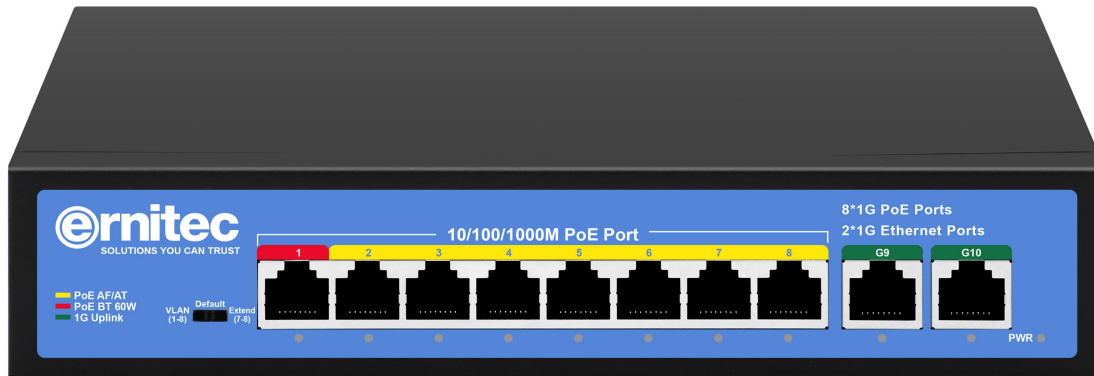 ernitec
SOLUTIONS YOU CAN TRUST
8*1G PoE Ports
2*1G Ethernet Ports
10/100/1000M PoE Port
1 2 3 4 5 6 7 8 G9 G10
PoE AF/AT
PoE BT 60W
1G Uplink
VLAN
(1-8)
Default
Extend
(7-8)
PWR